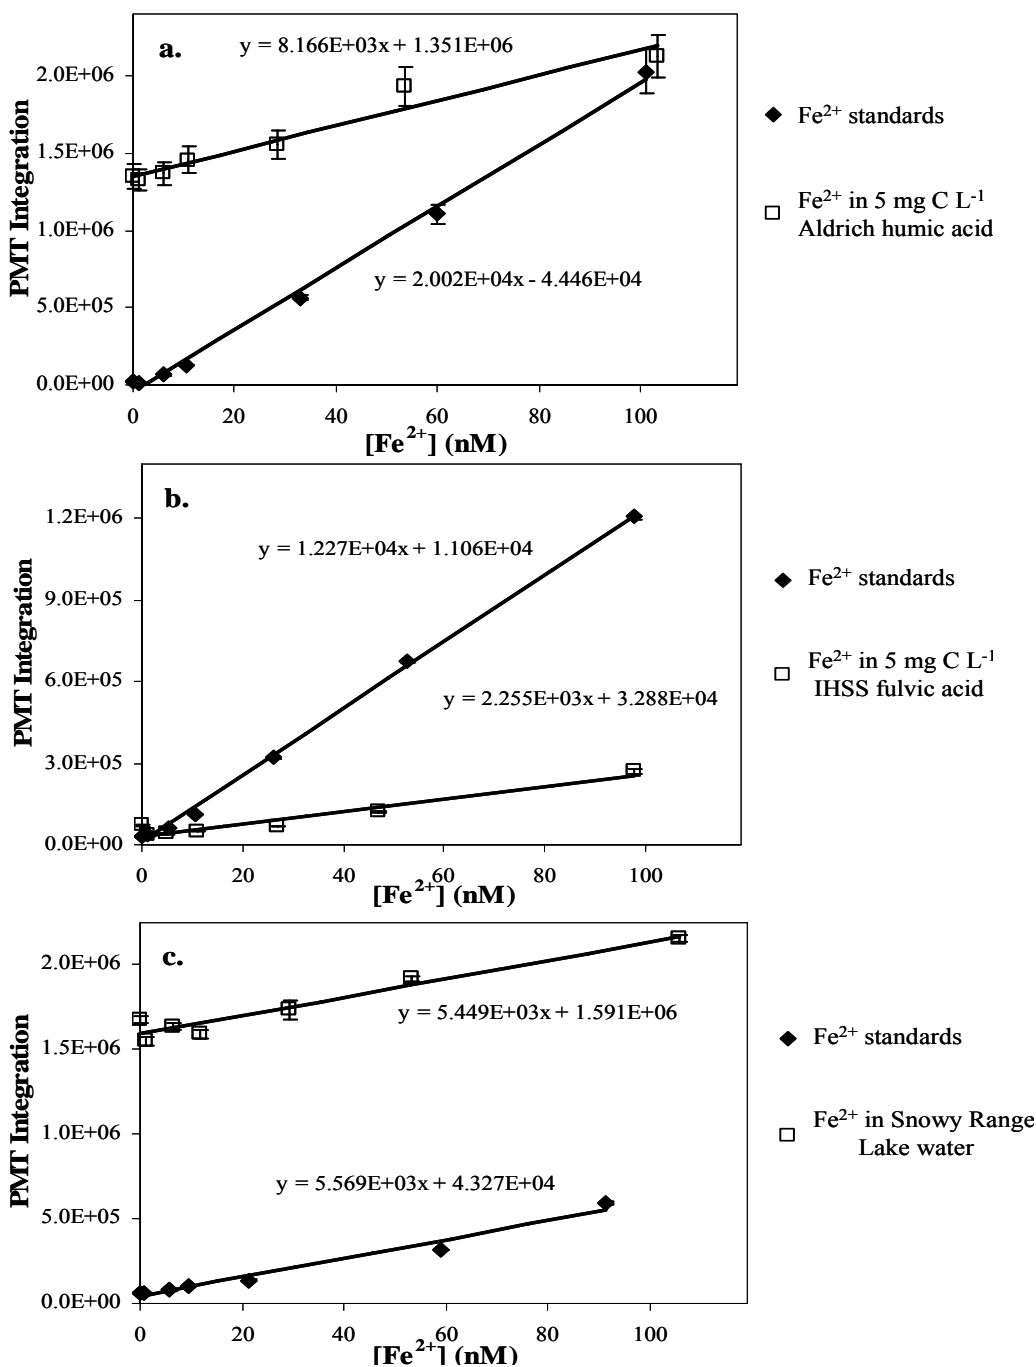 a.
y = 8.166E+03x + 1.351E+06
y = 2.002E+04x - 4.446E+04
PMT Integration
2.0E+06
1.5E+06
1.0E+06
5.0E+05
0.0E+00
0 20 40 60 80 100
[Fe²⁺] (nM)
Fe²⁺ standards
Fe²⁺ in 5 mg C L⁻¹
Aldrich humic acid
b.
y = 1.227E+04x + 1.106E+04
y = 2.255E+03x + 3.288E+04
PMT Integration
1.2E+06
9.0E+05
6.0E+05
3.0E+05
0.0E+00
0 20 40 60 80 100
[Fe²⁺] (nM)
Fe²⁺ standards
Fe²⁺ in 5 mg C L⁻¹
IHSS fulvic acid
c.
y = 5.449E+03x + 1.591E+06
y = 5.569E+03x + 4.327E+04
PMT Integration
2.0E+06
1.5E+06
1.0E+06
5.0E+05
0.0E+00
0 20 40 60 80 100
[Fe²⁺] (nM)
Fe²⁺ standards
Fe²⁺ in Snowy Range
Lake water